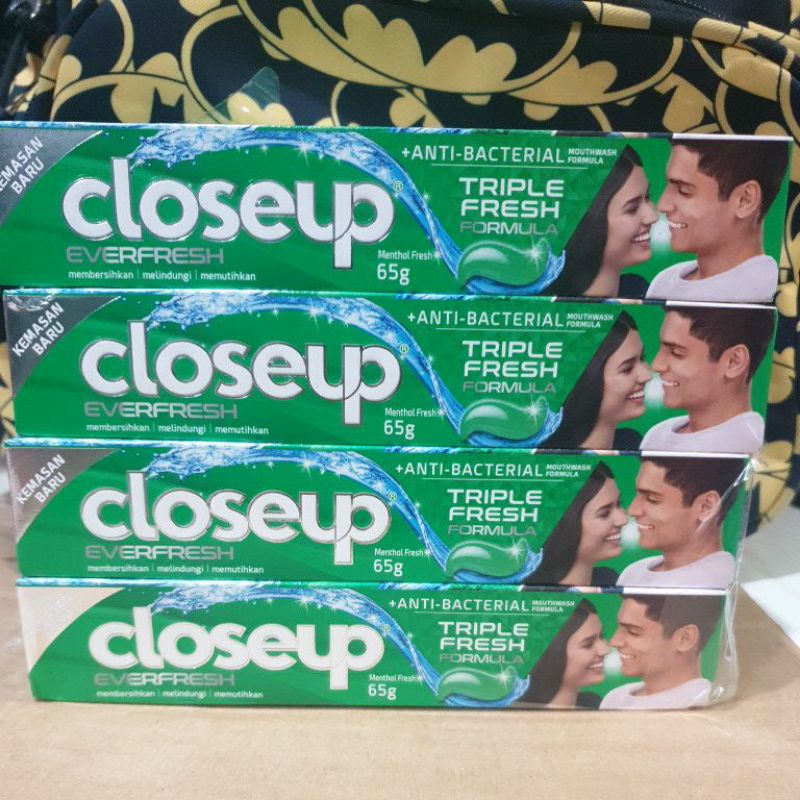 KEMASAN
BARU
closeup®
EVERFRESH
membersihkan | melindungi | memutihkan
Menthol Fresh
65g
+ANTI-BACTERIAL MOUTHWASH FORMULA
TRIPLE
FRESH
FORMULA
KEMASAN
BARU
closeup®
EVERFRESH
membersihkan | melindungi | memutihkan
Menthol Fresh
65g
+ANTI-BACTERIAL MOUTHWASH FORMULA
TRIPLE
FRESH
FORMULA
KEMASAN
BARU
closeup®
EVERFRESH
membersihkan | melindungi | memutihkan
Menthol Fresh
65g
+ANTI-BACTERIAL MOUTHWASH FORMULA
TRIPLE
FRESH
FORMULA
closeup®
EVERFRESH
membersihkan | melindungi | memutihkan
Menthol Fresh
65g
+ANTI-BACTERIAL MOUTHWASH FORMULA
TRIPLE
FRESH
FORMULA